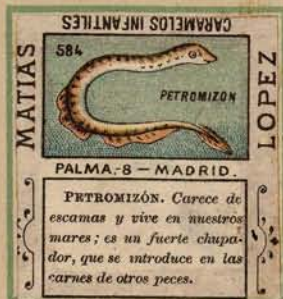 CARAMELOS INFANTILES
MATIAS
LOPEZ
584
PETROMIZON
PALMA.-8 — MADRID.
PETROMIZÓN. Carece de
escamas y vive en nuestros
mares; es un fuerte chupa-
dor, que se introduce en las
carnes de otros peces.